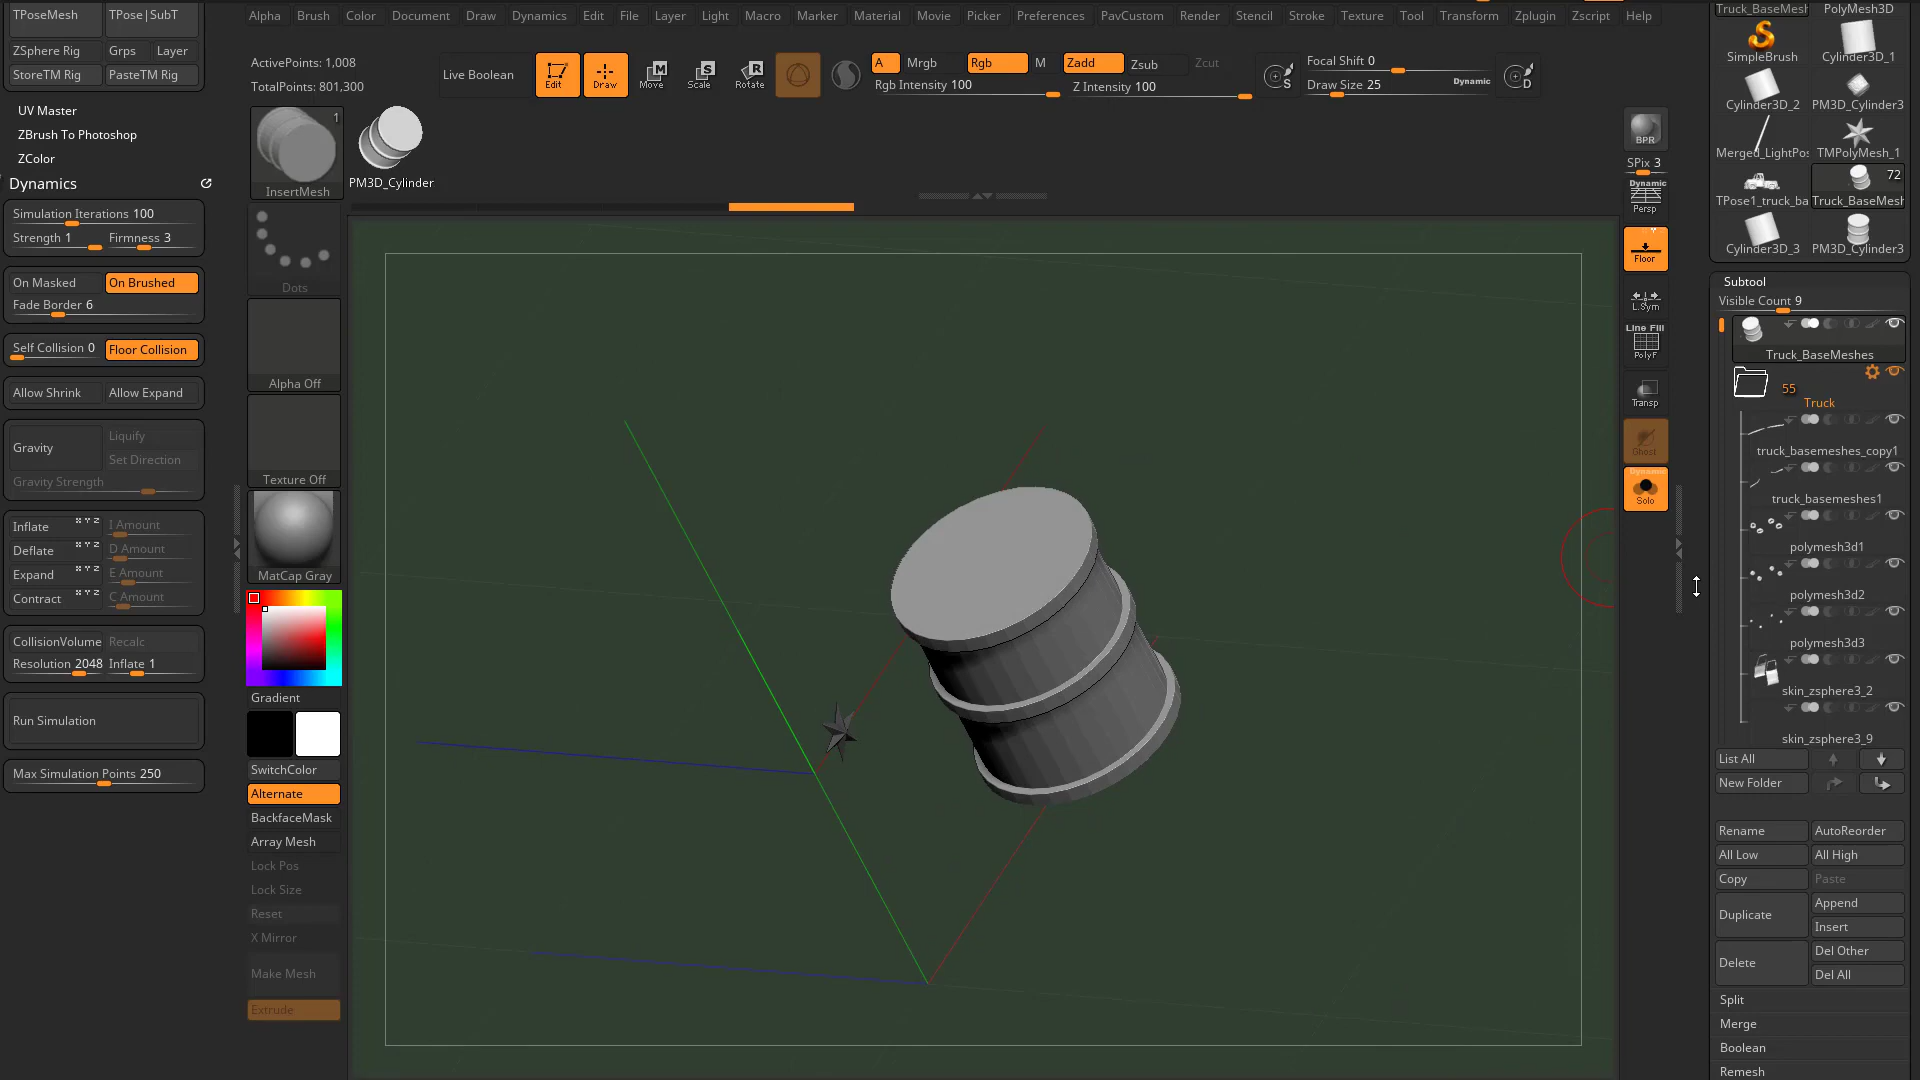 TPoseMesh
TPose|SubT
ZSphere Rig
Grps
Layer
StoreTM Rig
PasteTM Rig
UV Master
ZBrush To Photoshop
ZColor
Dynamics
Simulation Iterations 100
Strength 1
Firmness 3
On Masked
On Brushed
Fade Border 6
Self Collision 0
Floor Collision
Allow Shrink
Allow Expand
Gravity
Liquify
Set Direction
Gravity Strength
Inflate
X Y Z
I Amount
Deflate
X Y Z
D Amount
Expand
X Y Z
E Amount
Contract
X Y Z
C Amount
CollisionVolume
Recalc
Resolution 2048
Inflate 1
Run Simulation
Max Simulation Points 250
Alpha
Brush
Color
Document
Draw
Dynamics
Edit
File
Layer
Light
Macro
Marker
Material
Movie
Picker
Preferences
PavCustom
Render
Stencil
Stroke
Texture
Tool
Transform
Zplugin
Zscript
Help
ActivePoints: 1,008
TotalPoints: 801,300
Live Boolean
Edit
Draw
Move
Scale
Rotate
A
Mrgb
Rgb
M
Zadd
Zsub
Zcut
Rgb Intensity 100
Z Intensity 100
S
Focal Shift 0
Draw Size 25
Dynamic
D
1
InsertMesh
PM3D_Cylinder
Dots
Alpha Off
Texture Off
MatCap Gray
Gradient
SwitchColor
Alternate
BackfaceMask
Array Mesh
Lock Pos
Lock Size
Reset
X Mirror
Make Mesh
Extrude
BPR
SPix 3
Dynamic
Persp
Floor
L.Sym
Line Fill
PolyF
Transp
Ghost
Dynamic
Solo
Truck_BaseMesh
PolyMesh3D
SimpleBrush
Cylinder3D_1
Cylinder3D_2
PM3D_Cylinder3
Merged_LightPos
TMPolyMesh_1
72
TPose1_truck_ba
Truck_BaseMesh
Cylinder3D_3
PM3D_Cylinder3
Subtool
Visible Count 9
Truck_BaseMeshes
55
Truck
truck_basemeshes_copy1
truck_basemeshes1
polymesh3d1
polymesh3d2
polymesh3d3
skin_zsphere3_2
skin_zsphere3_9
List All
New Folder
Rename
AutoReorder
All Low
All High
Copy
Paste
Duplicate
Append
Insert
Delete
Del Other
Del All
Split
Merge
Boolean
Remesh